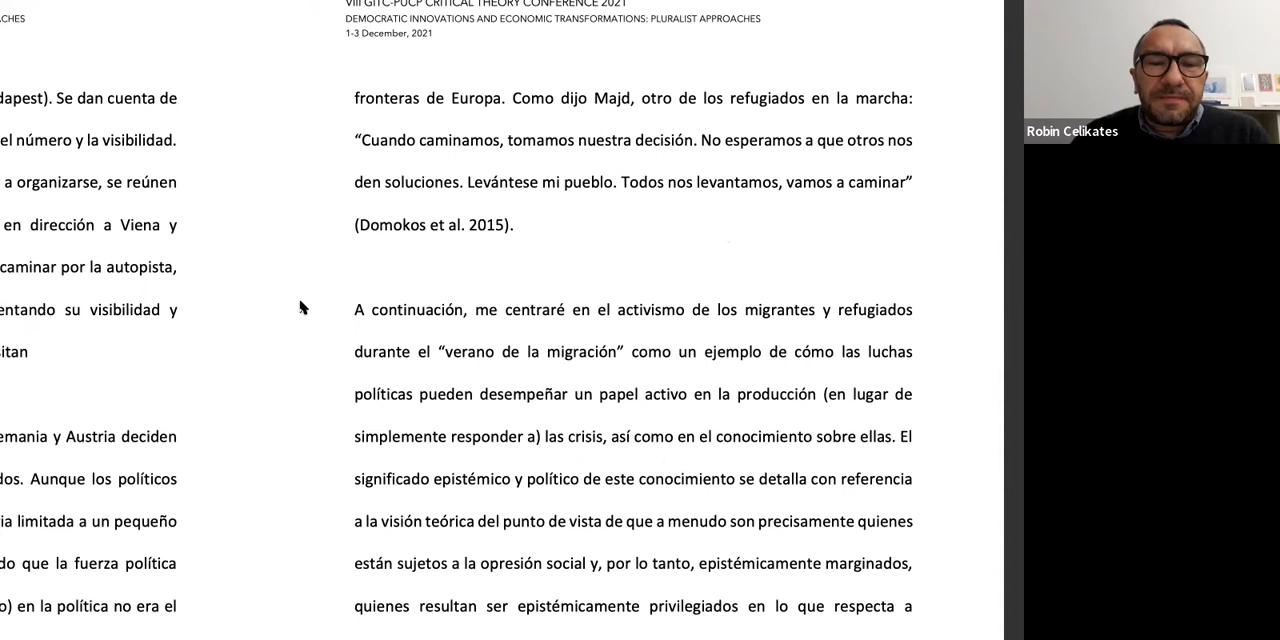 ACHES
dapest). Se dan cuenta de
el número y la visibilidad.
a organizarse, se reúnen
en dirección a Viena y
caminar por la autopista,
entando su visibilidad y
sitan
emania y Austria deciden
dos. Aunque los políticos
ia limitada a un pequeño
do que la fuerza política
o) en la política no era el
VIII GITC-PUCP CRITICAL THEORY CONFERENCE 2021
DEMOCRATIC INNOVATIONS AND ECONOMIC TRANSFORMATIONS: PLURALIST APPROACHES
1-3 December, 2021
fronteras de Europa. Como dijo Majd, otro de los refugiados en la marcha:
“Cuando caminamos, tomamos nuestra decisión. No esperamos a que otros nos
den soluciones. Levántese mi pueblo. Todos nos levantamos, vamos a caminar”
(Domokos et al. 2015).
A continuación, me centraré en el activismo de los migrantes y refugiados
durante el “verano de la migración” como un ejemplo de cómo las luchas
políticas pueden desempeñar un papel activo en la producción (en lugar de
simplemente responder a) las crisis, así como en el conocimiento sobre ellas. El
significado epistémico y político de este conocimiento se detalla con referencia
a la visión teórica del punto de vista de que a menudo son precisamente quienes
están sujetos a la opresión social y, por lo tanto, epistémicamente marginados,
quienes resultan ser epistémicamente privilegiados en lo que respecta a
Robin Celikates